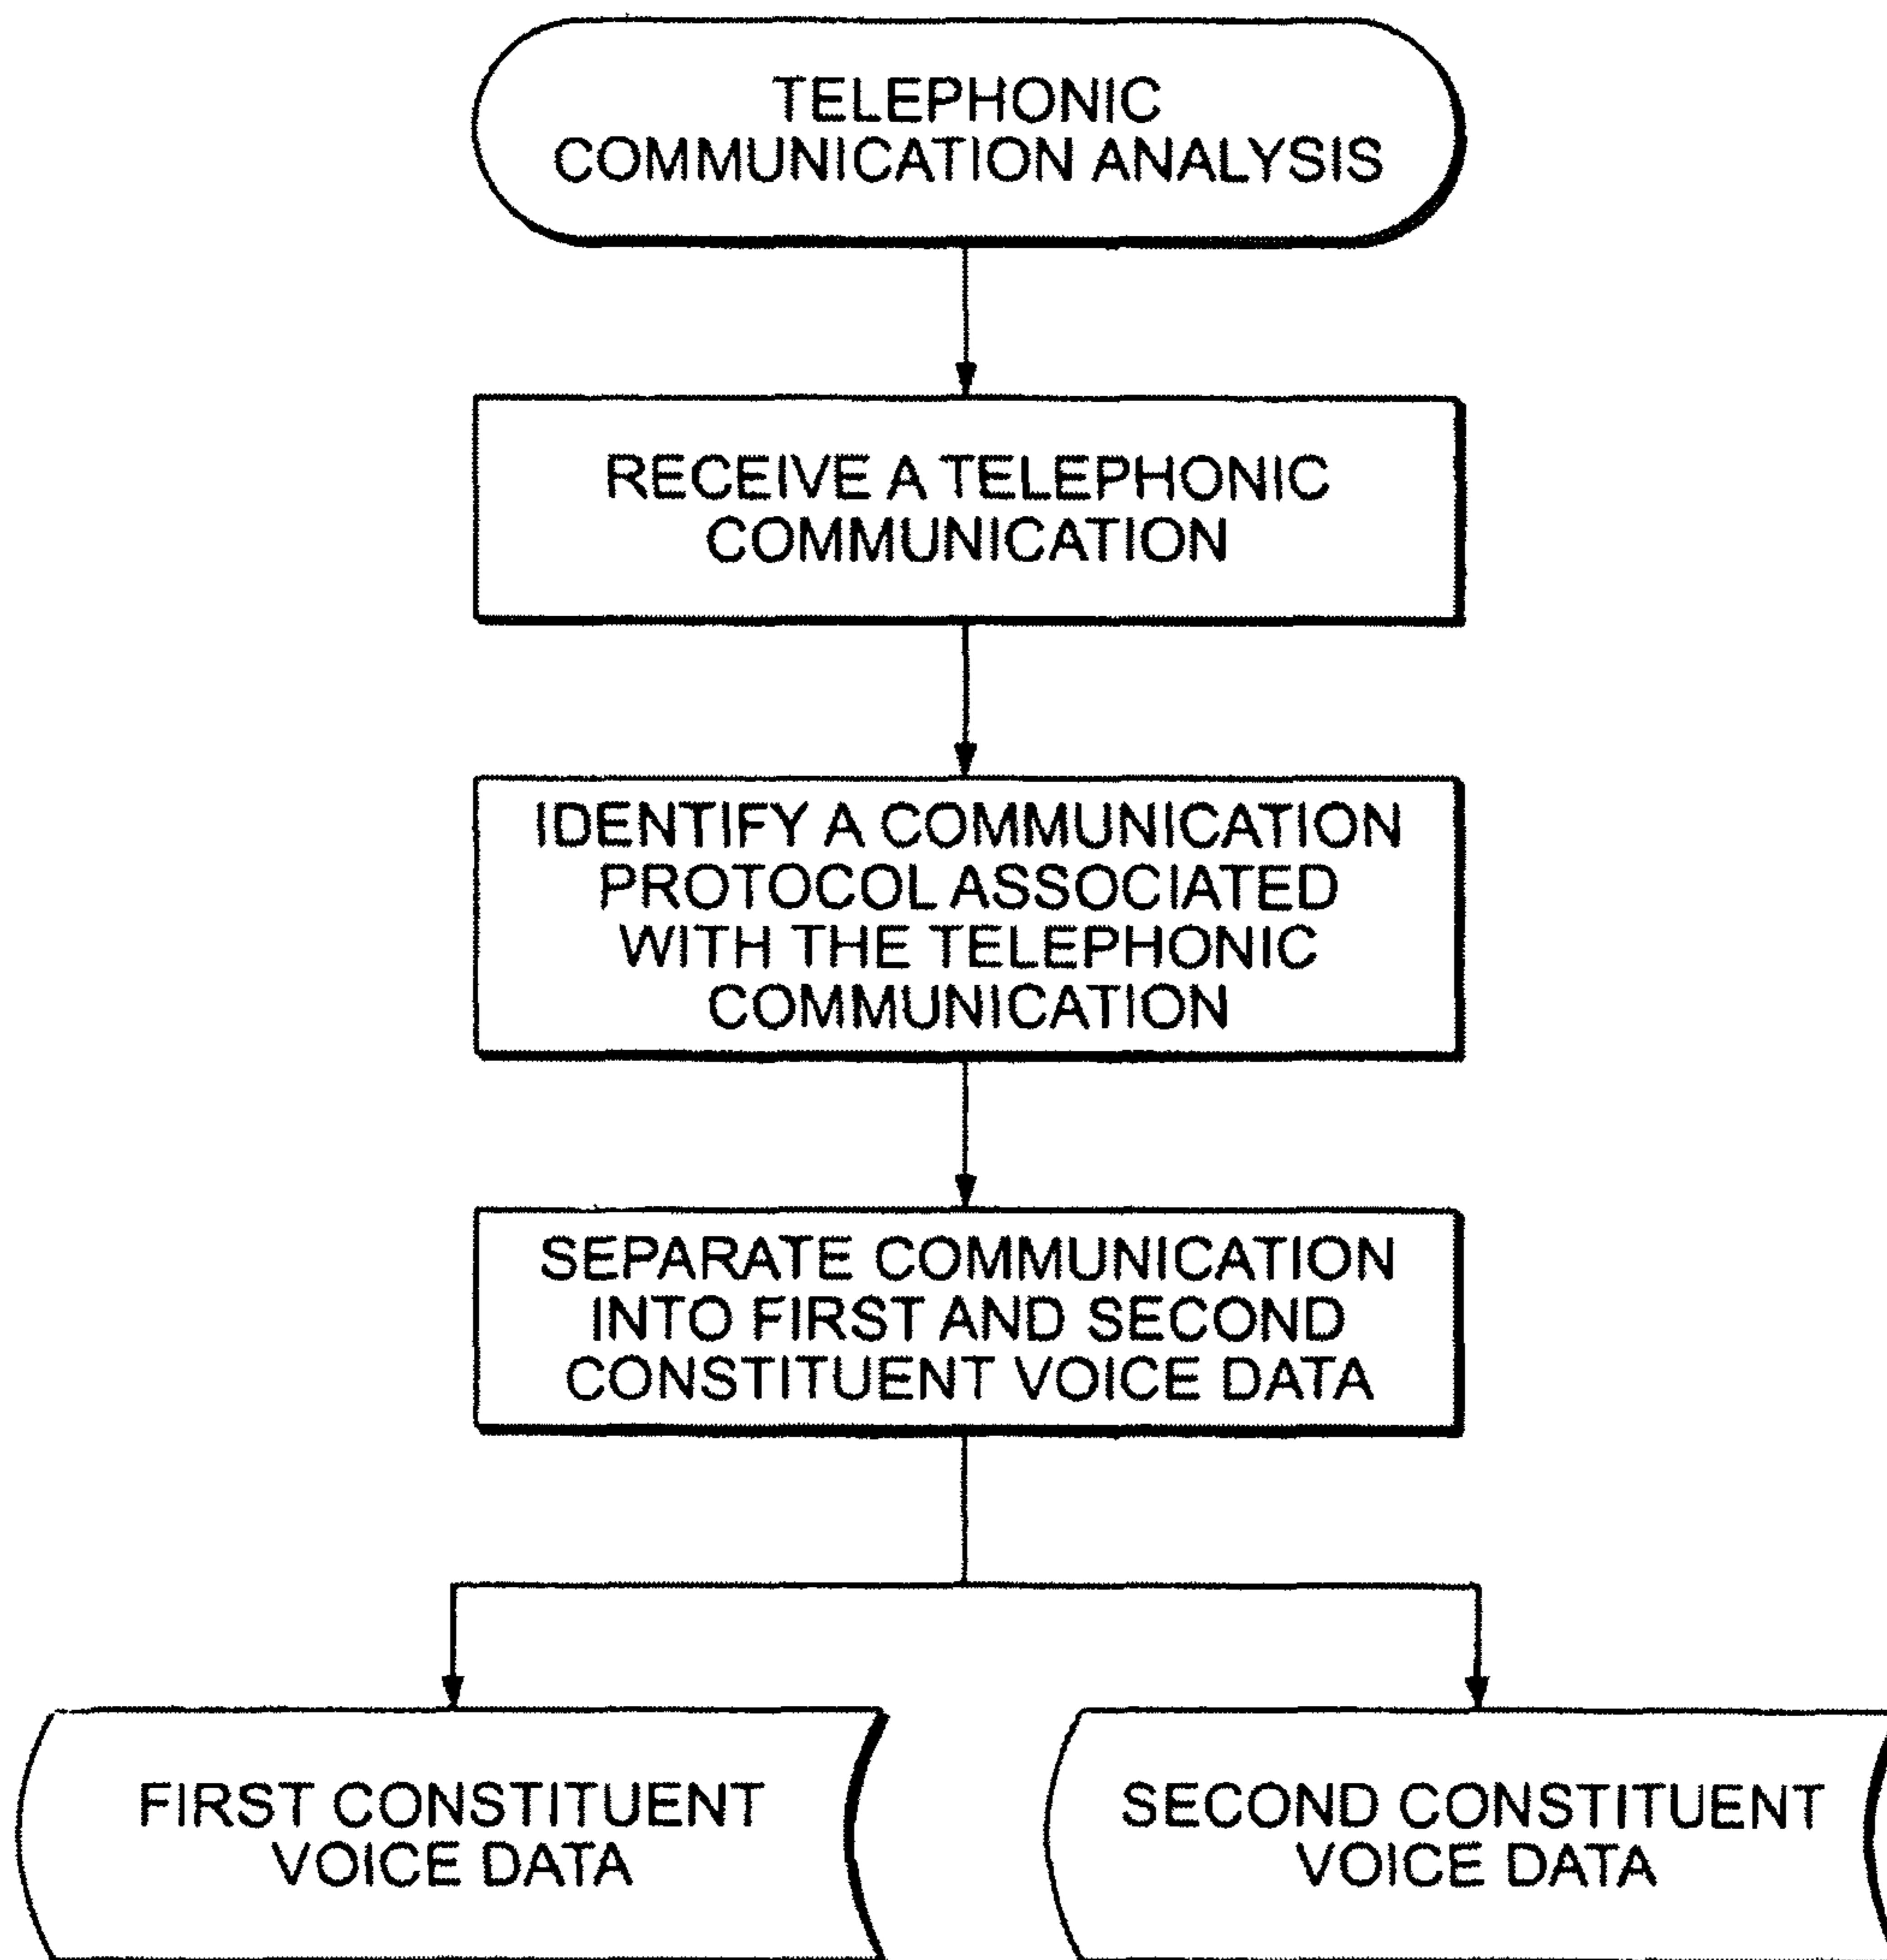 TELEPHONIC
COMMUNICATION ANALYSIS
RECEIVE A TELEPHONIC
COMMUNICATION
IDENTIFY A COMMUNICATION
PROTOCOL ASSOCIATED
WITH THE TELEPHONIC
COMMUNICATION
SEPARATE COMMUNICATION
INTO FIRST AND SECOND
CONSTITUENT VOICE DATA
FIRST CONSTITUENT
VOICE DATA
SECOND CONSTITUENT
VOICE DATA